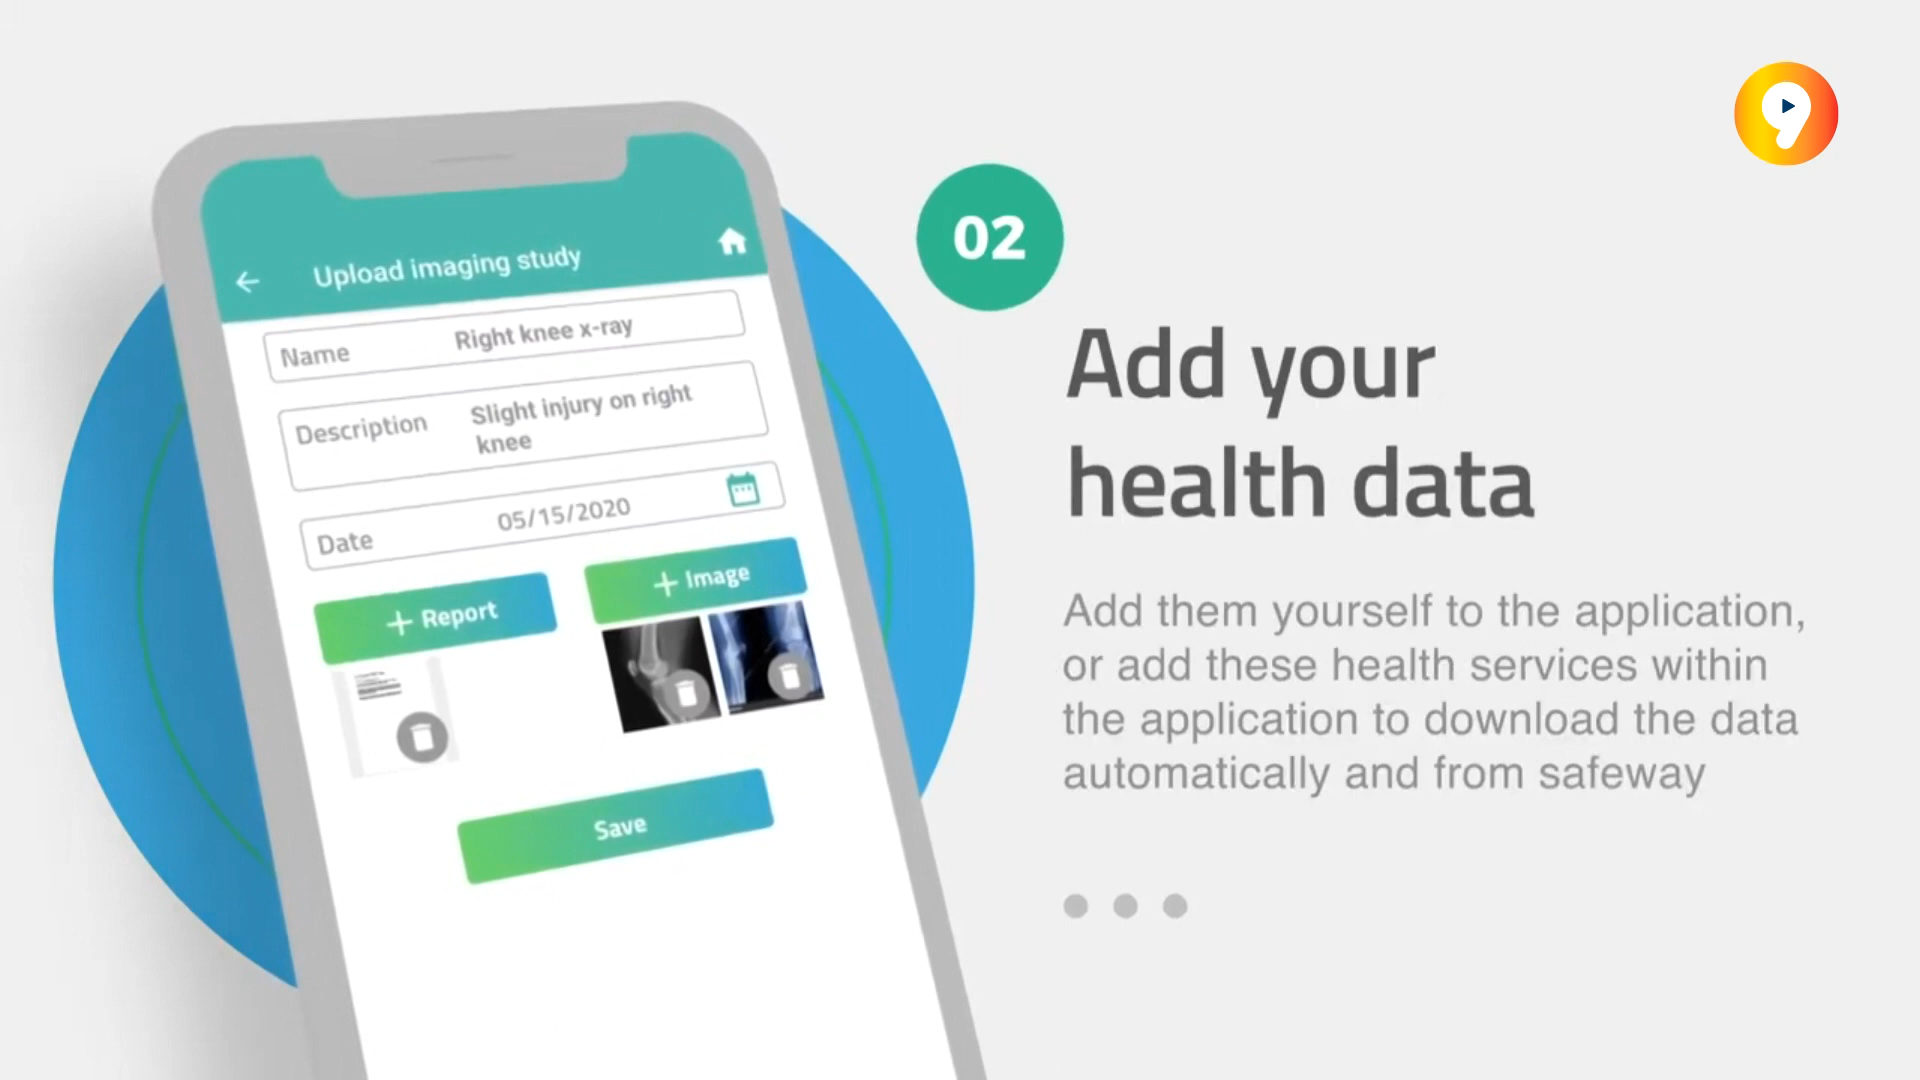 Upload imaging study
Name Right knee x-ray
Description Slight injury on right
knee
Date 05/15/2020
+ Report
+ Image
Save
02
Add your
health data
Add them yourself to the application,
or add these health services within
the application to download the data
automatically and from safeway
9